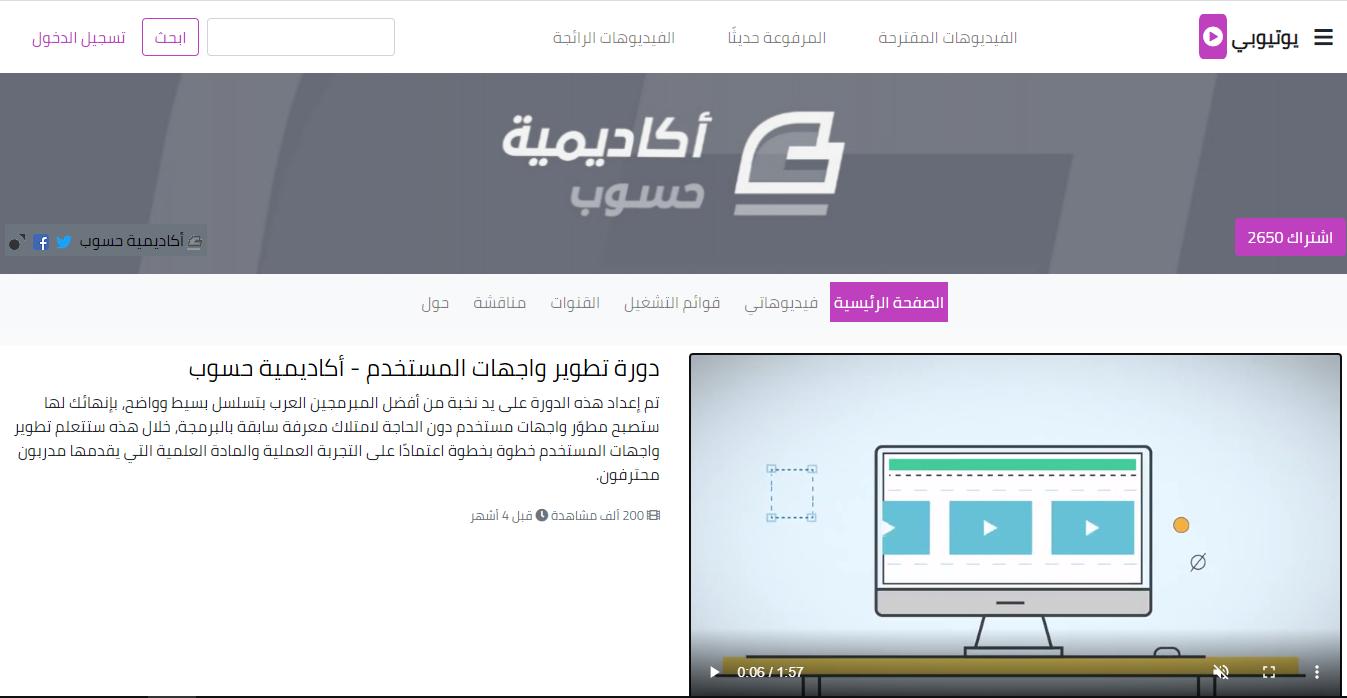 يوتيوبي
الفيديوهات المقترحة
المرفوعة حديثًا
الفيديوهات الرائجة
ابحث
تسجيل الدخول
أكاديمية
حسوب
اشتراك 2650
أكاديمية حسوب
الصفحة الرئيسية
فيديوهاتي
قوائم التشغيل
القنوات
مناقشة
حول
دورة تطوير واجهات المستخدم - أكاديمية حسوب
تم إعداد هذه الدورة على يد نخبة من أفضل المبرمجين العرب بتسلسل بسيط وواضح, بإنهائك لها
ستصبح مطوّر واجهات مستخدم دون الحاجة لامتلاك معرفة سابقة بالبرمجة, خلال هذه ستتعلم تطوير
واجهات المستخدم خطوة بخطوة اعتمادًا على التجربة العملية والمادة العلمية التي يقدمها مدربون
محترفون.
200 ألف مشاهدة قبل 4 أشهر
0:06 / 1:57